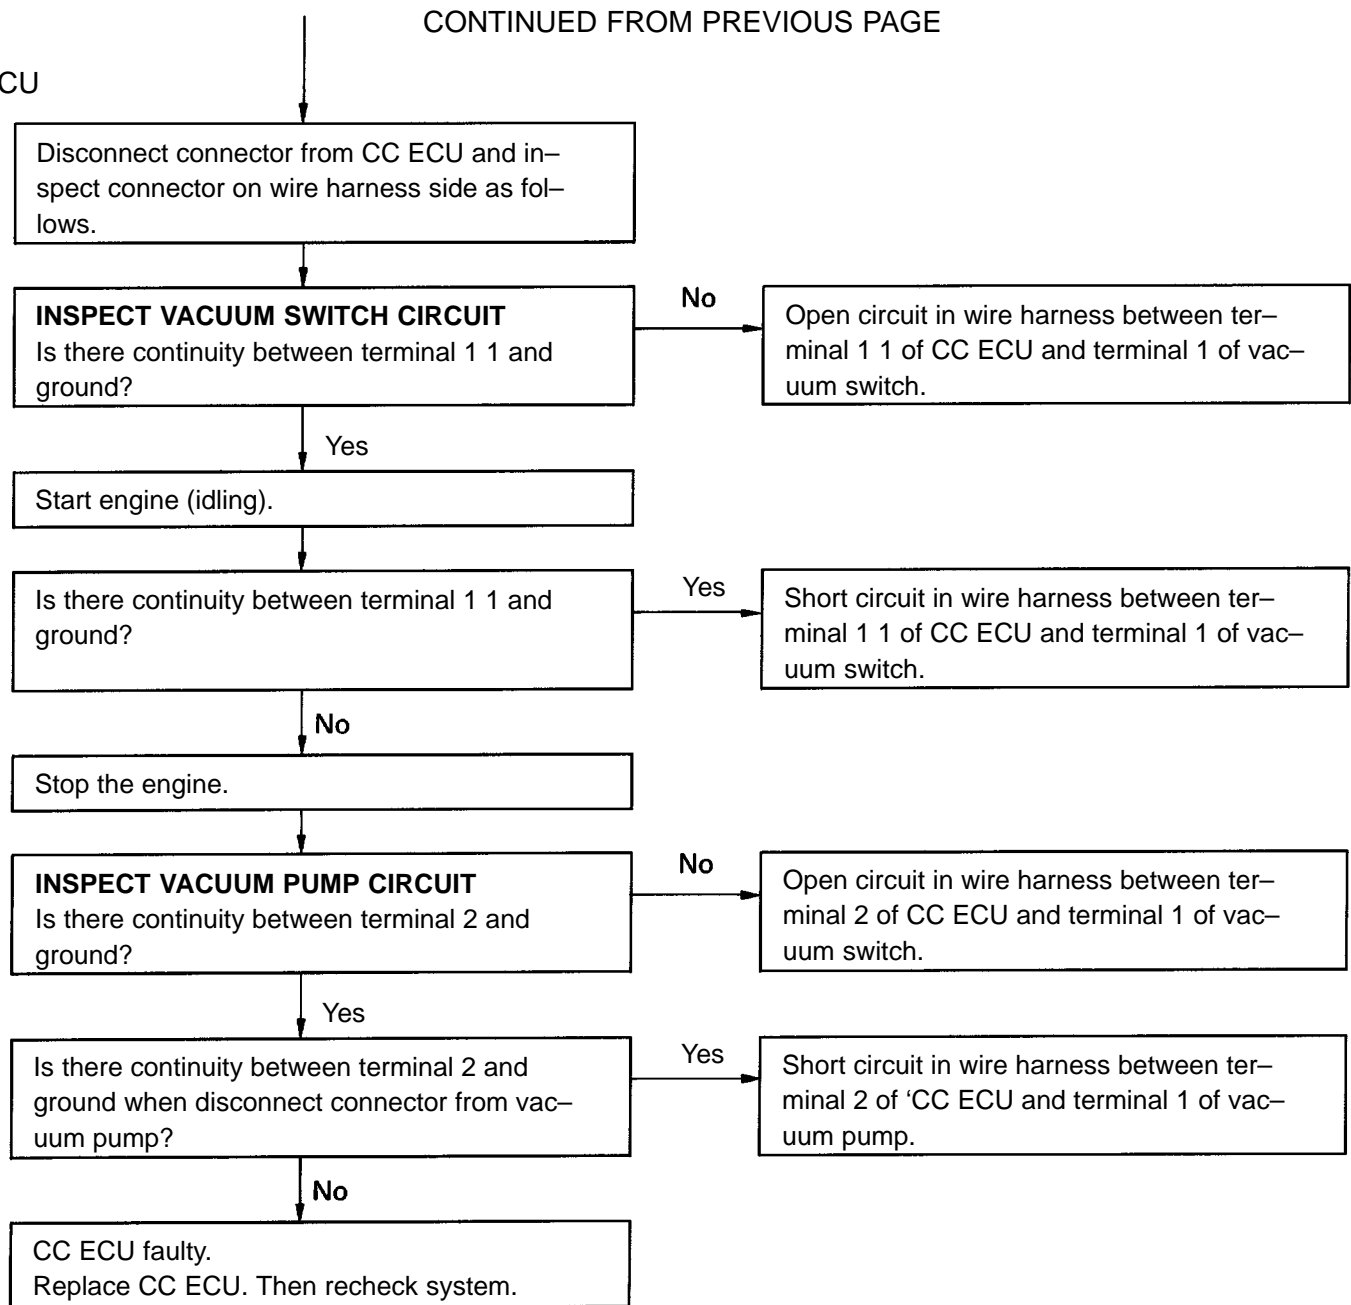 CONTINUED FROM PREVIOUS PAGE
CU
Disconnect connector from CC ECU and in–
spect connector on wire harness side as fol–
lows.
INSPECT VACUUM SWITCH CIRCUIT
Is there continuity between terminal 1 1 and
ground?
No
Open circuit in wire harness between ter–
minal 1 1 of CC ECU and terminal 1 of vac–
uum switch.
Yes
Start engine (idling).
Is there continuity between terminal 1 1 and
ground?
Yes
Short circuit in wire harness between ter–
minal 1 1 of CC ECU and terminal 1 of vac–
uum switch.
No
Stop the engine.
INSPECT VACUUM PUMP CIRCUIT
Is there continuity between terminal 2 and
ground?
No
Open circuit in wire harness between ter–
minal 2 of CC ECU and terminal 1 of vac–
uum switch.
Yes
Is there continuity between terminal 2 and
ground when disconnect connector from vac–
uum pump?
Yes
Short circuit in wire harness between ter–
minal 2 of ‘CC ECU and terminal 1 of vac–
uum pump.
No
CC ECU faulty.
Replace CC ECU. Then recheck system.